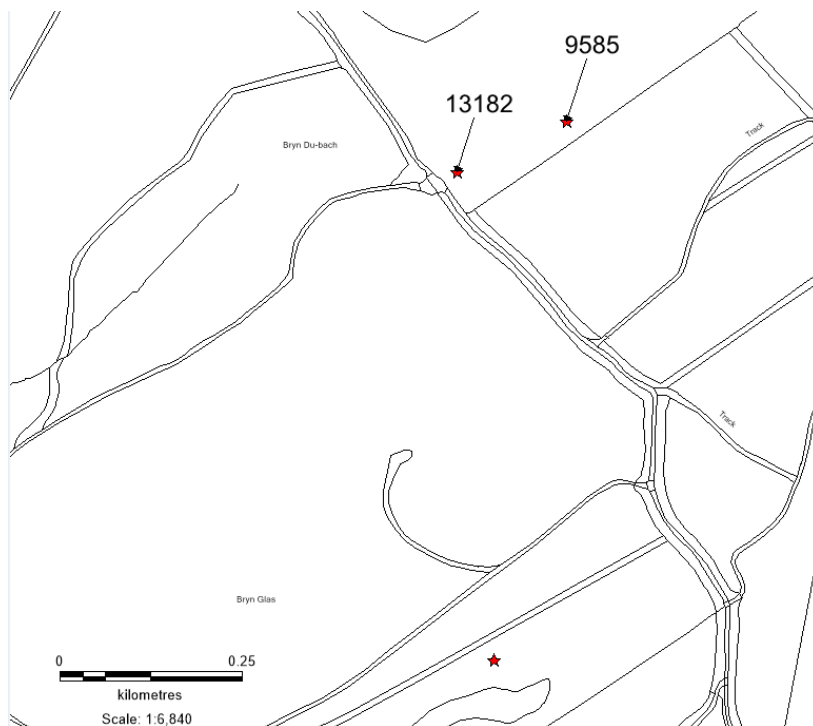 9585
13182
Track
Bryn Du-bach
Track
Bryn Glas
0 0.25
kilometres
Scale: 1:6,840